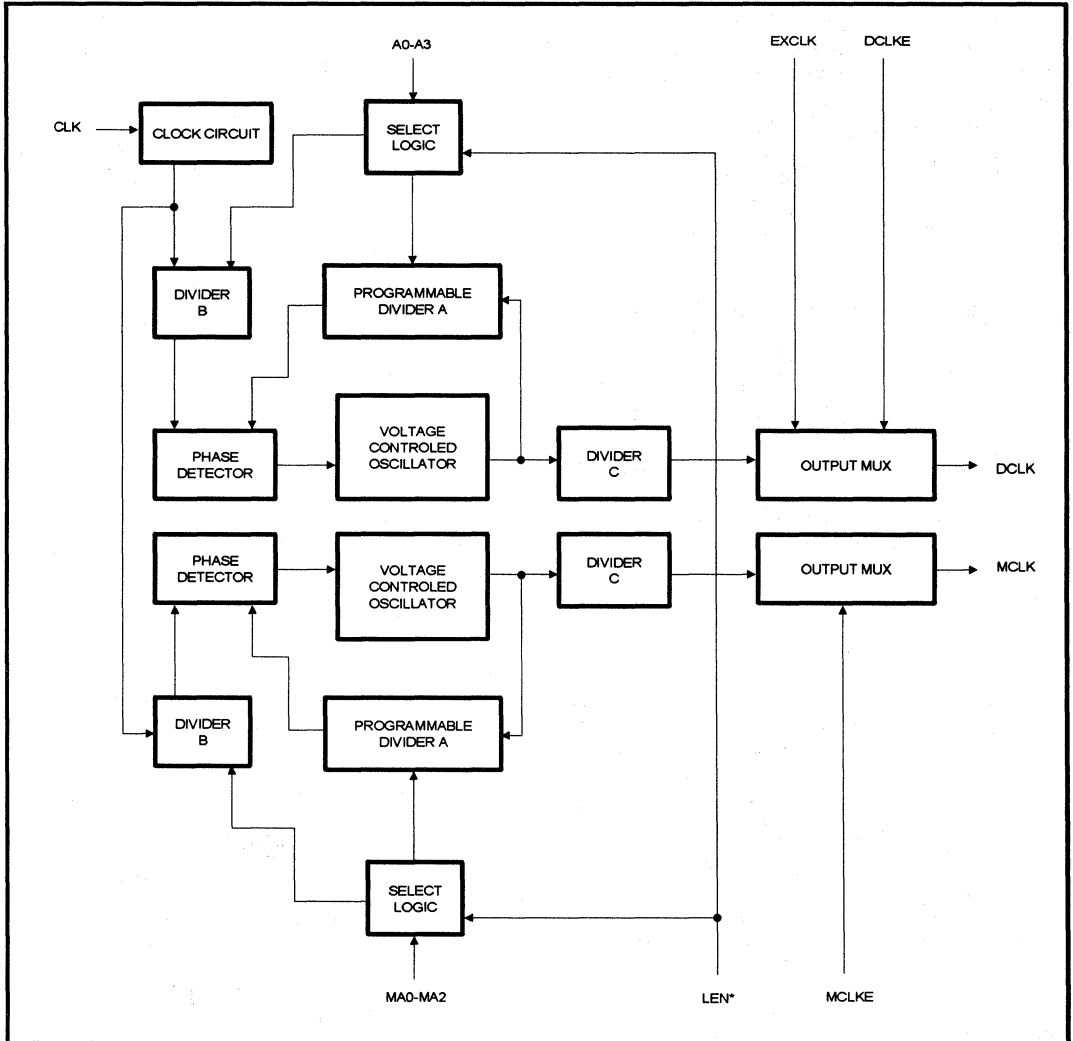 A0-A3
EXCLK
DCLKE
CLK
CLOCK CIRCUIT
SELECT
LOGIC
DIVIDER
B
PROGRAMMABLE
DIVIDER A
PHASE
DETECTOR
VOLTAGE
CONTROLED
OSCILLATOR
DIVIDER
C
OUTPUT MUX
DCLK
PHASE
DETECTOR
VOLTAGE
CONTROLED
OSCILLATOR
DIVIDER
C
OUTPUT MUX
MCLK
DIVIDER
B
PROGRAMMABLE
DIVIDER A
SELECT
LOGIC
MA0-MA2
LEN*
MCLKE